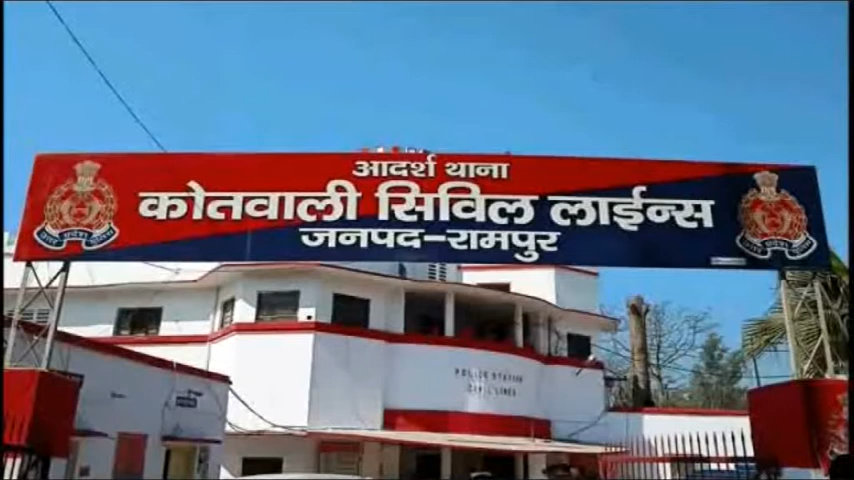 आदर्श थाना
कोतवाली सिविल लाईन्स
जनपद-रामपुर
POLICE STATION
CIVIL LINES